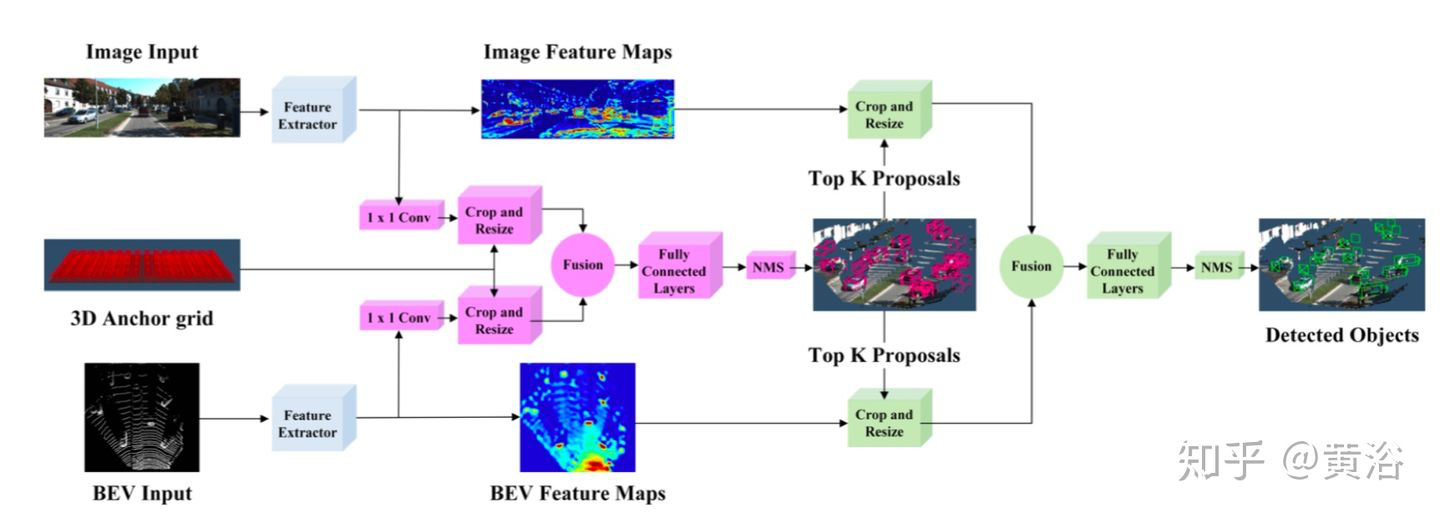 Image Input
Image Feature Maps
Feature
Extractor
Crop and
Resize
Top K Proposals
1 x 1 Conv
Crop and
Resize
Fusion
Fully
Connected
Layers
NMS
Fusion
Fully
Connected
Layers
NMS
3D Anchor grid
1 x 1 Conv
Crop and
Resize
Top K Proposals
Detected Objects
Feature
Extractor
Crop and
Resize
BEV Input
BEV Feature Maps
知乎 @黄浴